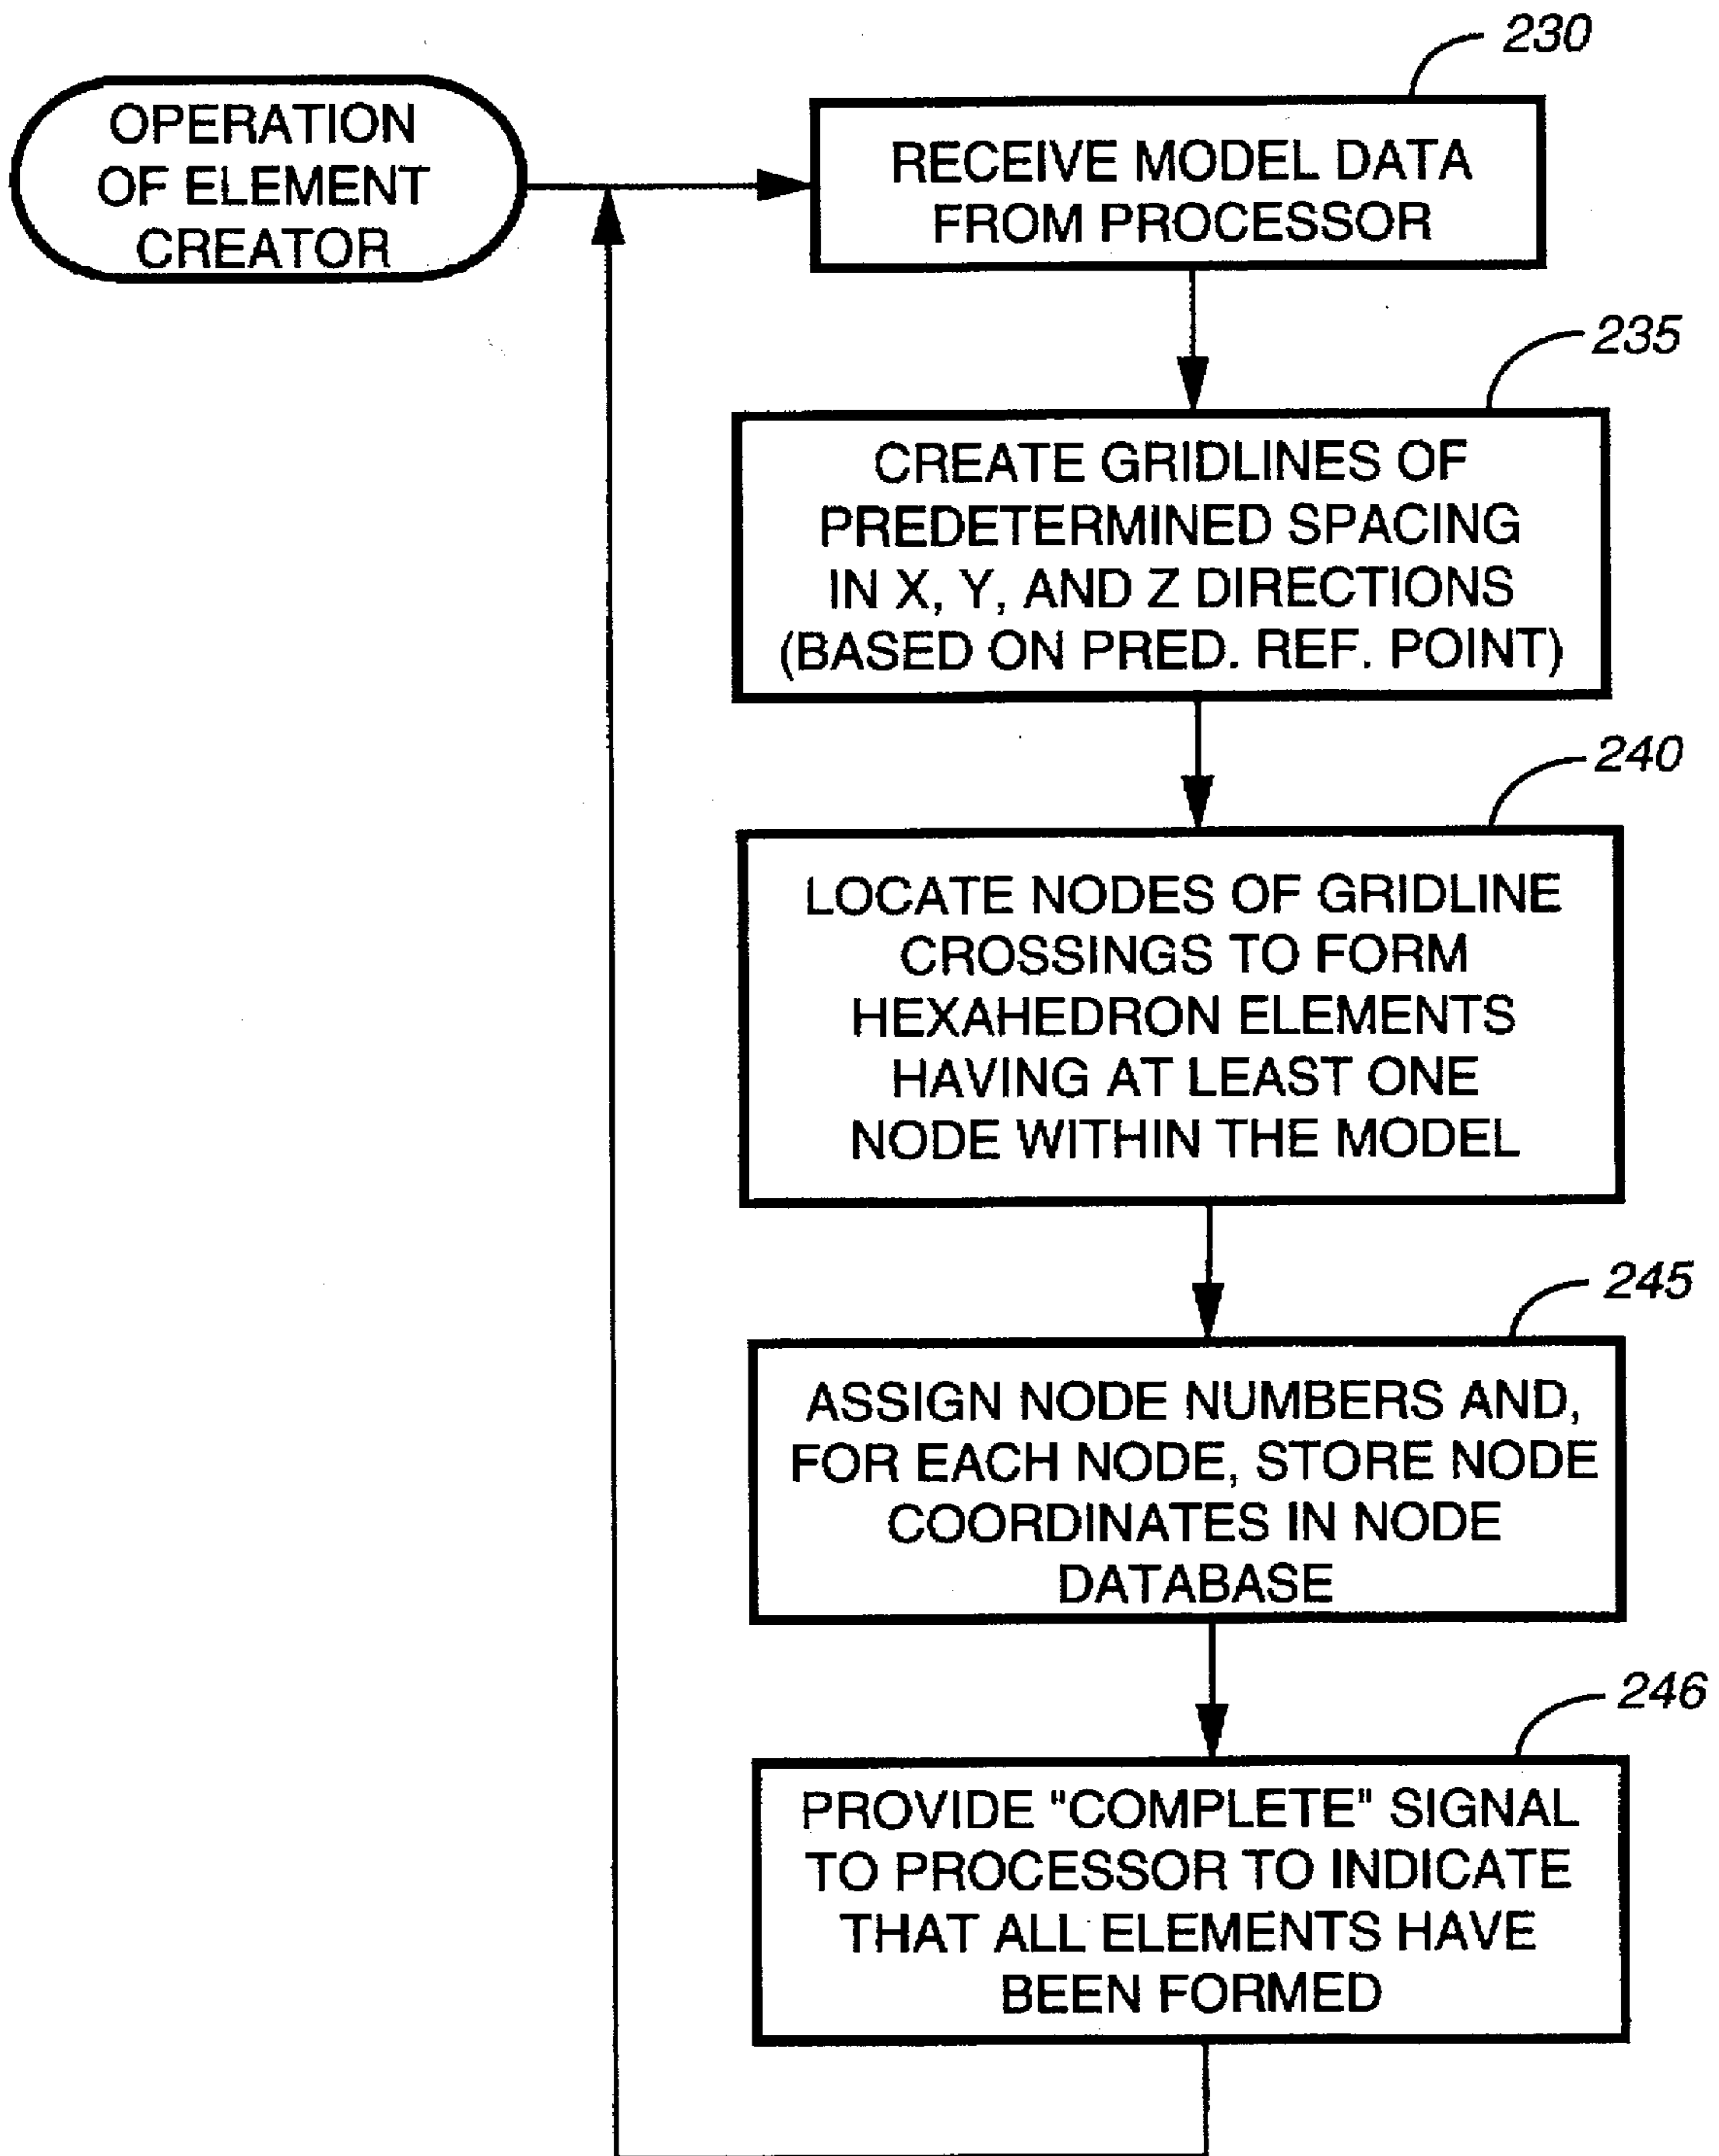 OPERATION
OF ELEMENT
CREATOR
230
RECEIVE MODEL DATA
FROM PROCESSOR
235
CREATE GRIDLINES OF
PREDETERMINED SPACING
IN X, Y, AND Z DIRECTIONS
(BASED ON PRED. REF. POINT)
240
LOCATE NODES OF GRIDLINE
CROSSINGS TO FORM
HEXAHEDRON ELEMENTS
HAVING AT LEAST ONE
NODE WITHIN THE MODEL
245
ASSIGN NODE NUMBERS AND,
FOR EACH NODE, STORE NODE
COORDINATES IN NODE
DATABASE
246
PROVIDE "COMPLETE" SIGNAL
TO PROCESSOR TO INDICATE
THAT ALL ELEMENTS HAVE
BEEN FORMED